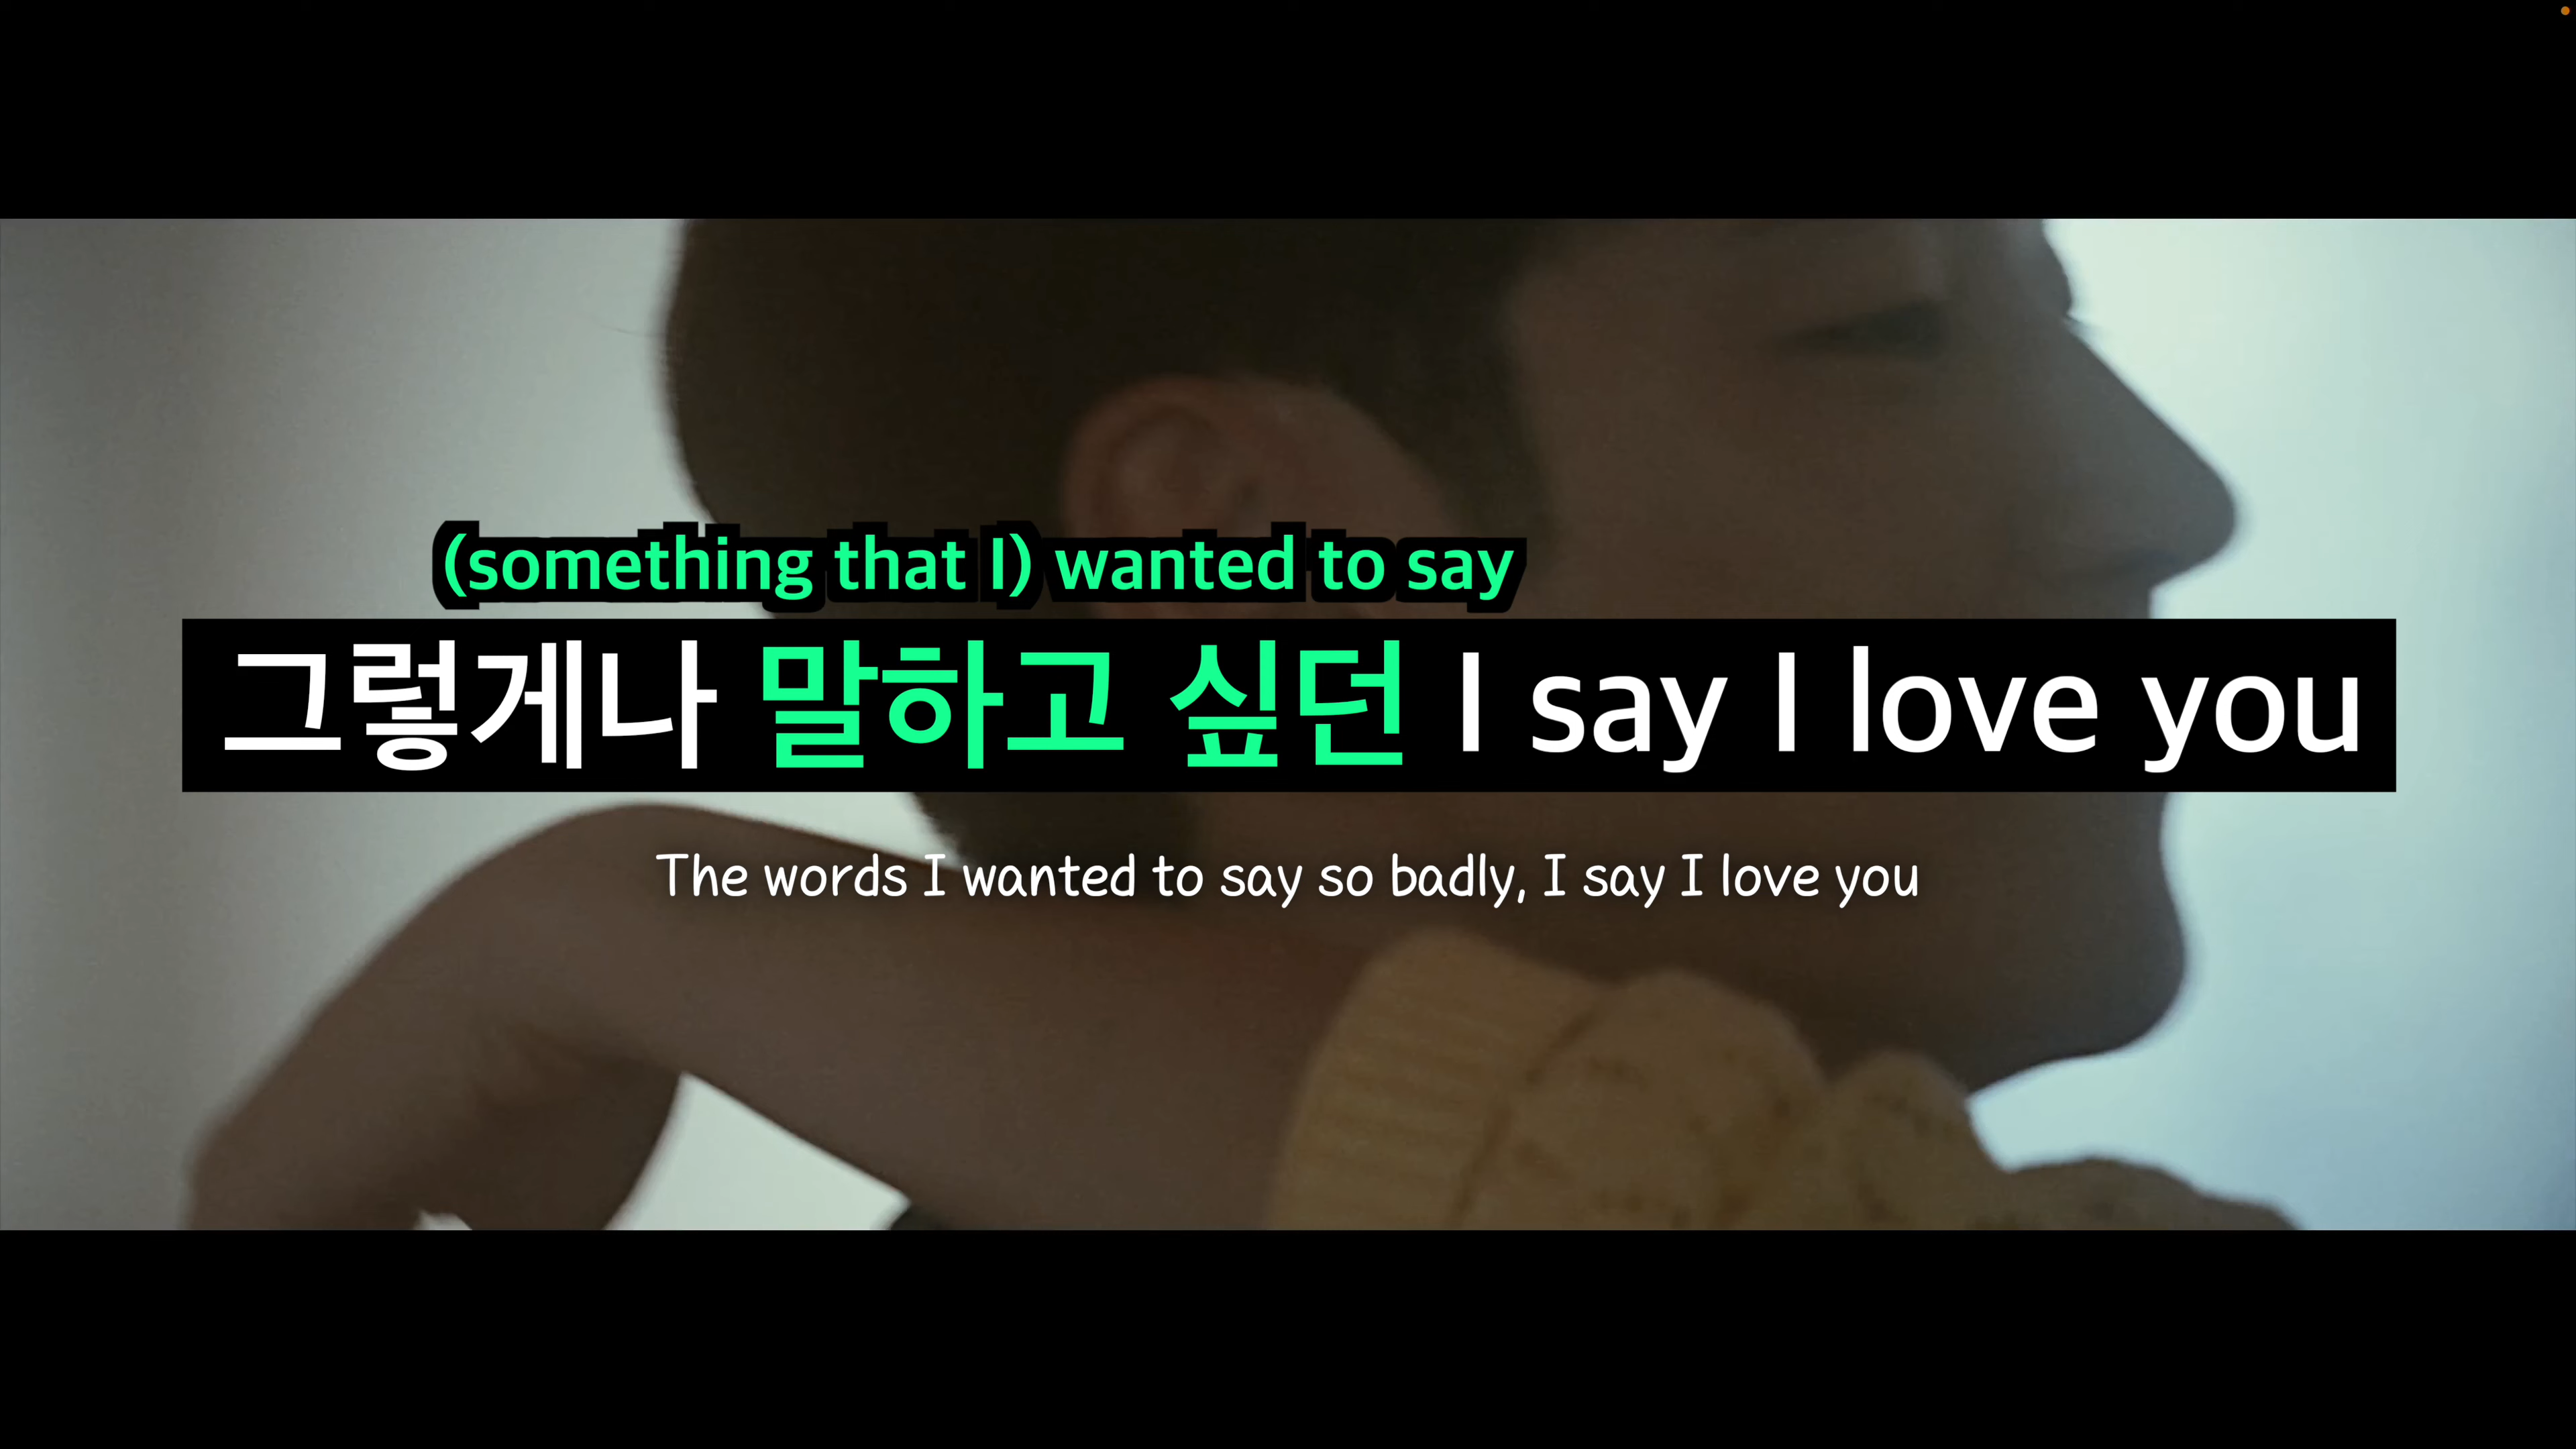 (something that I) wanted to say
그렇게나 말하고 싶던 I say I love you
The words I wanted to say so badly, I say I love you